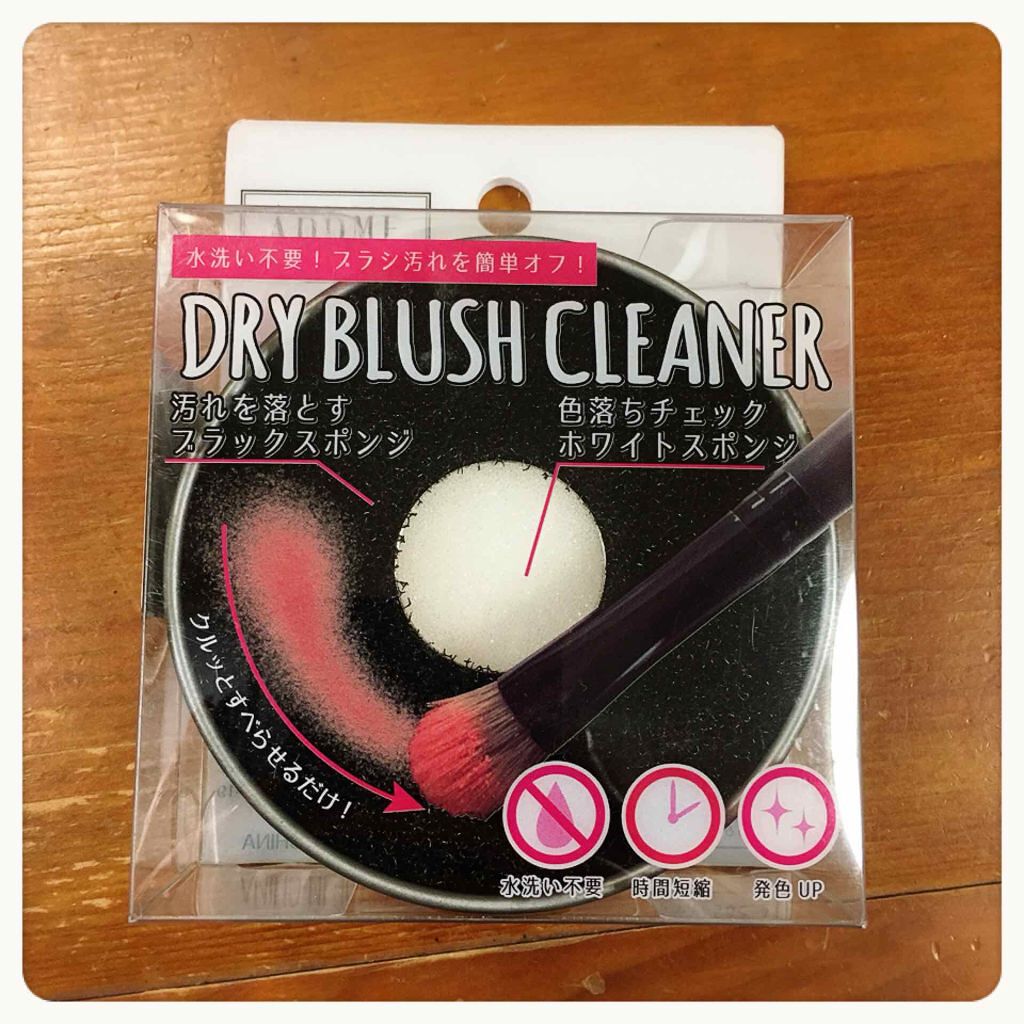 水洗い不要！ブラシ汚れを簡単オフ！
DRY BLUSH CLEANER
汚れを落とす
ブラックスポンジ
色落ちチェック
ホワイトスポンジ
クルッとすべらせるだけ！
水洗い不要
時間短縮
発色 UP